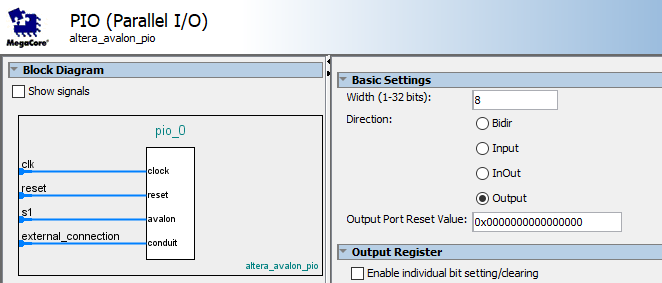 PIO (Parallel I/O)
altera_avalon_pio
MegaCore®
Block Diagram
Show signals
pio_0
clk
clock
reset
reset
s1
avalon
external_connection
conduit
altera_avalon_pio
Basic Settings
Width (1-32 bits):
8
Direction:
Bidir
Input
InOut
Output
Output Port Reset Value:
0x0000000000000000
Output Register
Enable individual bit setting/clearing